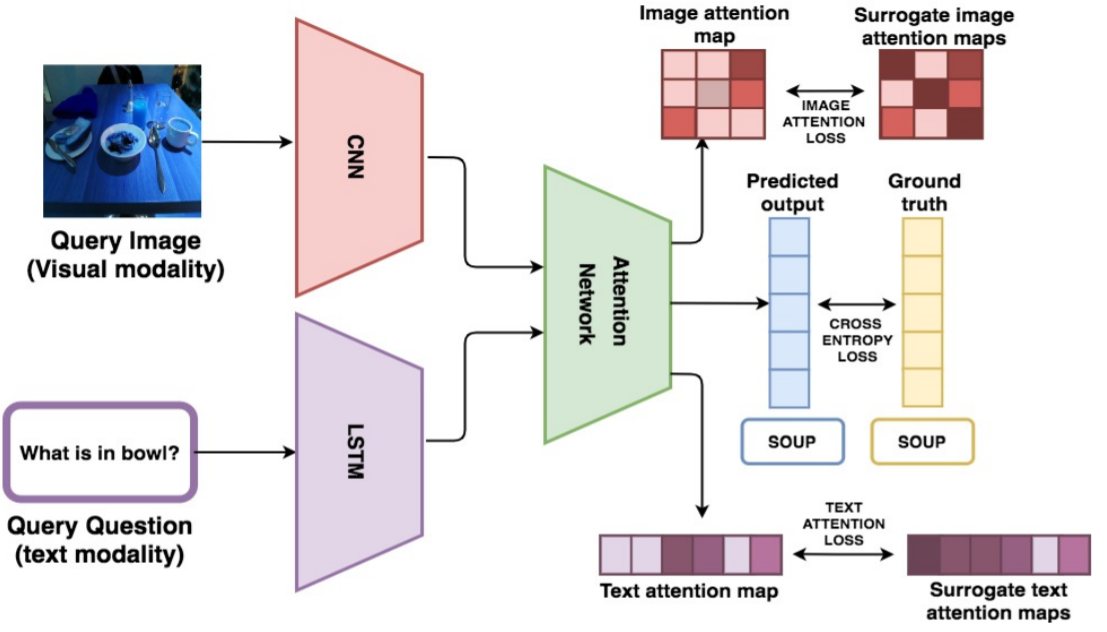 Image attention
map
Surrogate image
attention maps
IMAGE
ATTENTION
LOSS
CNN
Query Image
(Visual modality)
Predicted
output
Ground
truth
Attention
Network
CROSS
ENTROPY
LOSS
What is in bowl?
LSTM
SOUP
SOUP
Query Question
(text modality)
TEXT
ATTENTION
LOSS
Text attention map
Surrogate text
attention maps